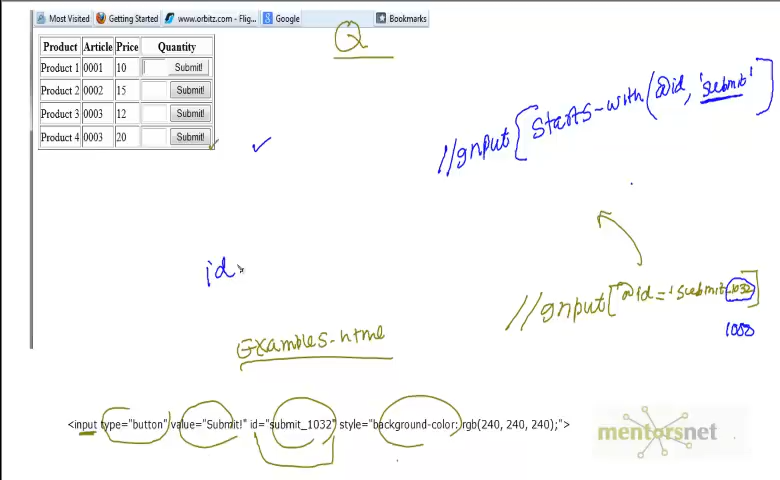 Most Visited Getting Started www.orbitz.com - Flig... Google Bookmarks
Q
Product Article Price Quantity
Product 1 0001 10 Submit!
Product 2 0002 15 Submit!
Product 3 0003 12 Submit!
Product 4 0003 20 Submit!
//input[starts-with(@id, 'submit')]
id
//input[@id='submit_1032']
1050
Examples.html
<input type="button" value="Submit!" id="submit_1032" style="background-color: rgb(240, 240, 240);">
mentorsnet